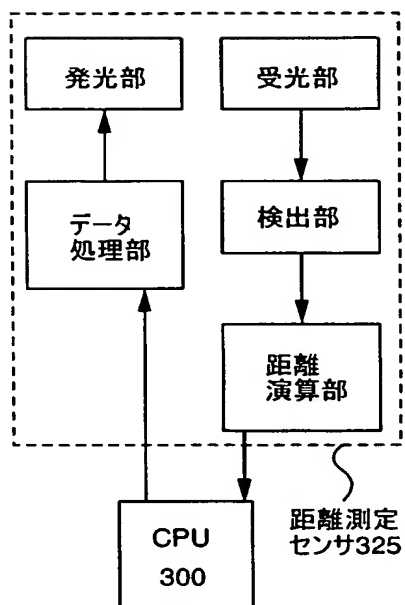 発光部
受光部
データ
処理部
検出部
距離
演算部
CPU
300
距離測定
センサ325